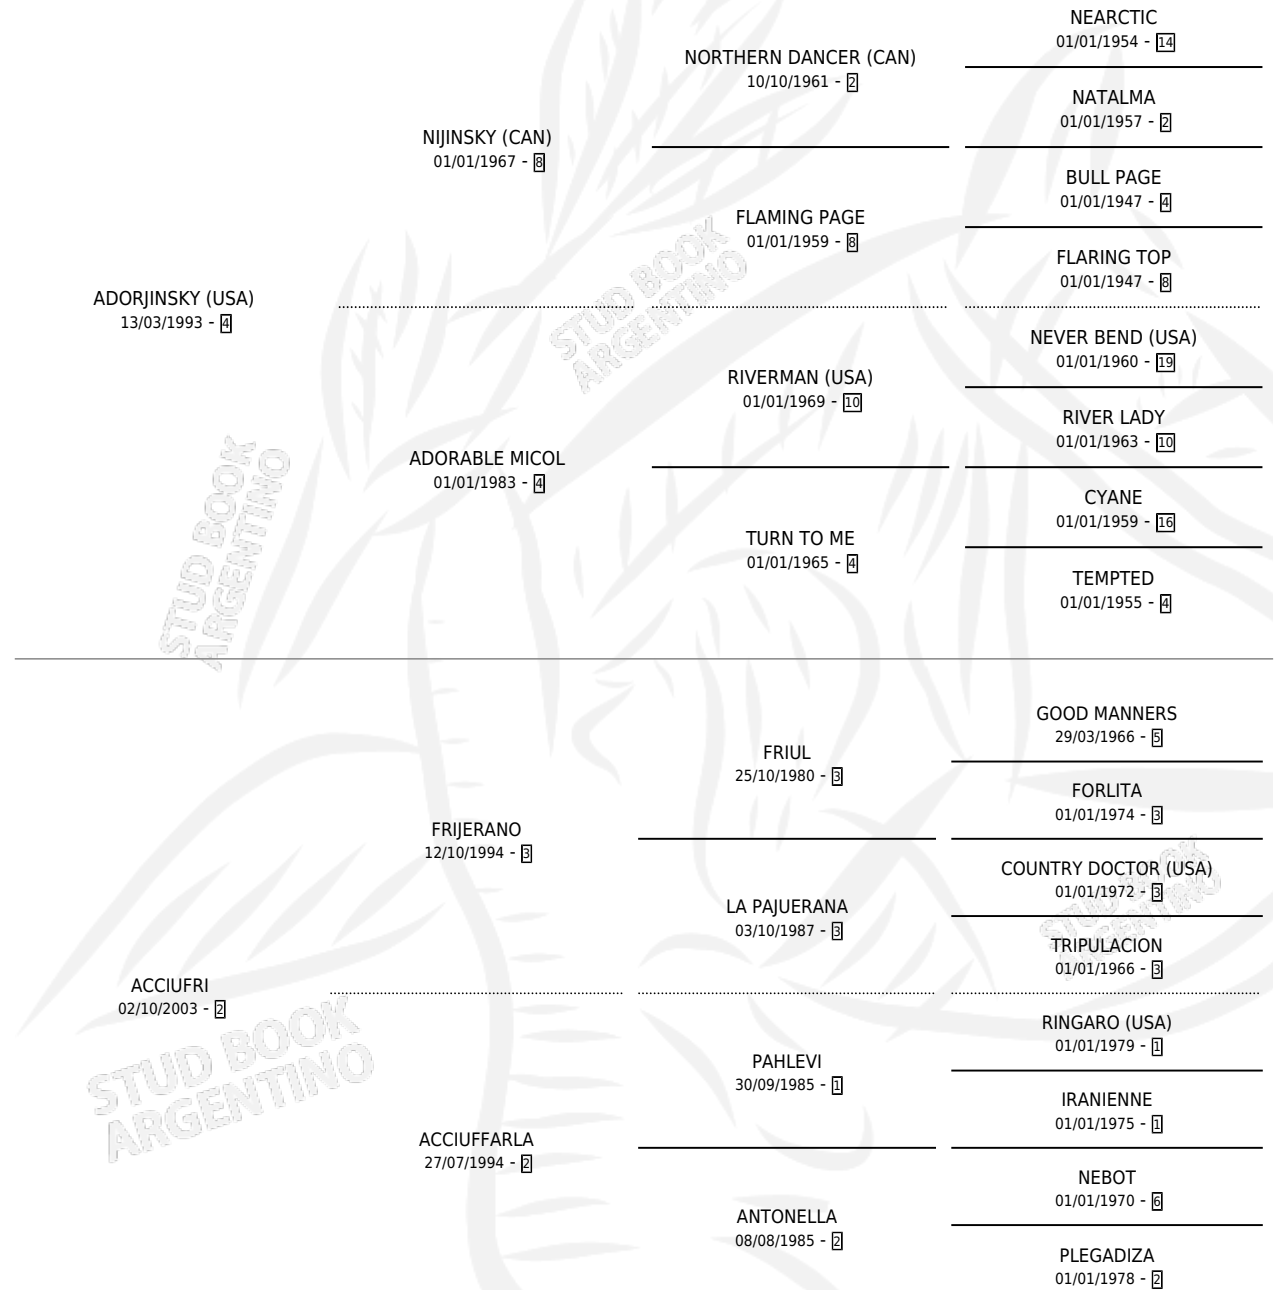 NEARCTIC
01/01/1954 - 14
NORTHERN DANCER (CAN)
10/10/1961 - 2
NATALMA
01/01/1957 - 2
NIJINSKY (CAN)
01/01/1967 - 8
BULL PAGE
01/01/1947 - 4
FLAMING PAGE
01/01/1959 - 8
FLARING TOP
01/01/1947 - 8
ADORJINSKY (USA)
13/03/1993 - 4
STUD BOOK
ARGENTINO
NEVER BEND (USA)
01/01/1960 - 19
RIVERMAN (USA)
01/01/1969 - 10
RIVER LADY
01/01/1963 - 10
ADORABLE MICOL
01/01/1983 - 4
CYANE
01/01/1959 - 16
TURN TO ME
01/01/1965 - 4
TEMPTED
01/01/1955 - 4
STUD BOOK
ARGENTINO
GOOD MANNERS
29/03/1966 - 5
FRIUL
25/10/1980 - 3
FORLITA
01/01/1974 - 3
FRIJERANO
12/10/1994 - 3
COUNTRY DOCTOR (USA)
01/01/1972 - 3
LA PAJUERANA
03/10/1987 - 3
STUD BOOK
ARGENTINO
TRIPULACION
01/01/1966 - 3
ACCIUFRI
02/10/2003 - 2
RINGARO (USA)
01/01/1979 - 1
PAHLEVI
30/09/1985 - 1
IRANIENNE
01/01/1975 - 1
STUD BOOK
ARGENTINO
ACCIUFFARLA
27/07/1994 - 2
NEBOT
01/01/1970 - 6
ANTONELLA
08/08/1985 - 2
PLEGADIZA
01/01/1978 - 2